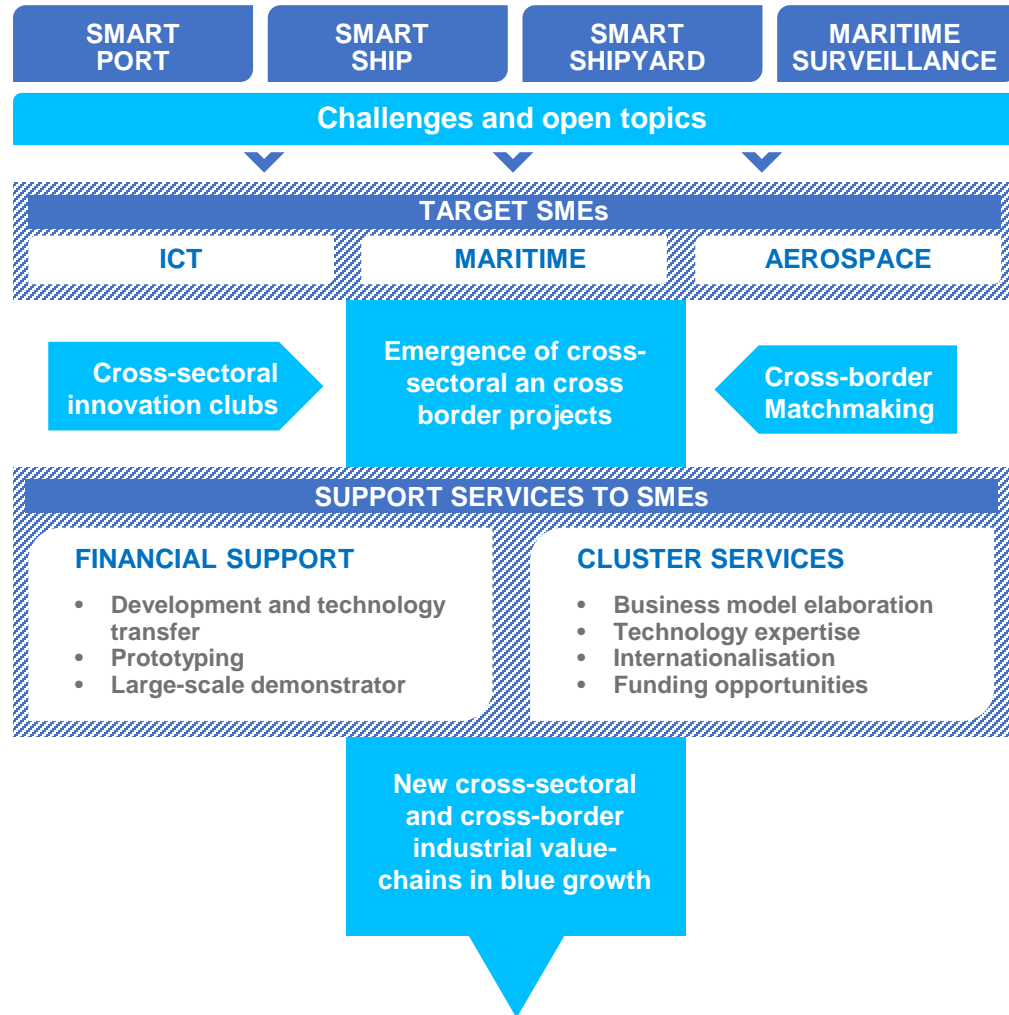 SMART
PORT
SMART
SHIP
SMART
SHIPYARD
MARITIME
SURVEILLANCE
Challenges and open topics
TARGET SMEs
ICT
MARITIME
AEROSPACE
Cross-sectoral
innovation clubs
Emergence of cross-
sectoral an cross
border projects
Cross-border
Matchmaking
SUPPORT SERVICES TO SMEs
FINANCIAL SUPPORT
• Development and technology
transfer
• Prototyping
• Large-scale demonstrator
CLUSTER SERVICES
• Business model elaboration
• Technology expertise
• Internationalisation
• Funding opportunities
New cross-sectoral
and cross-border
industrial value-
chains in blue growth